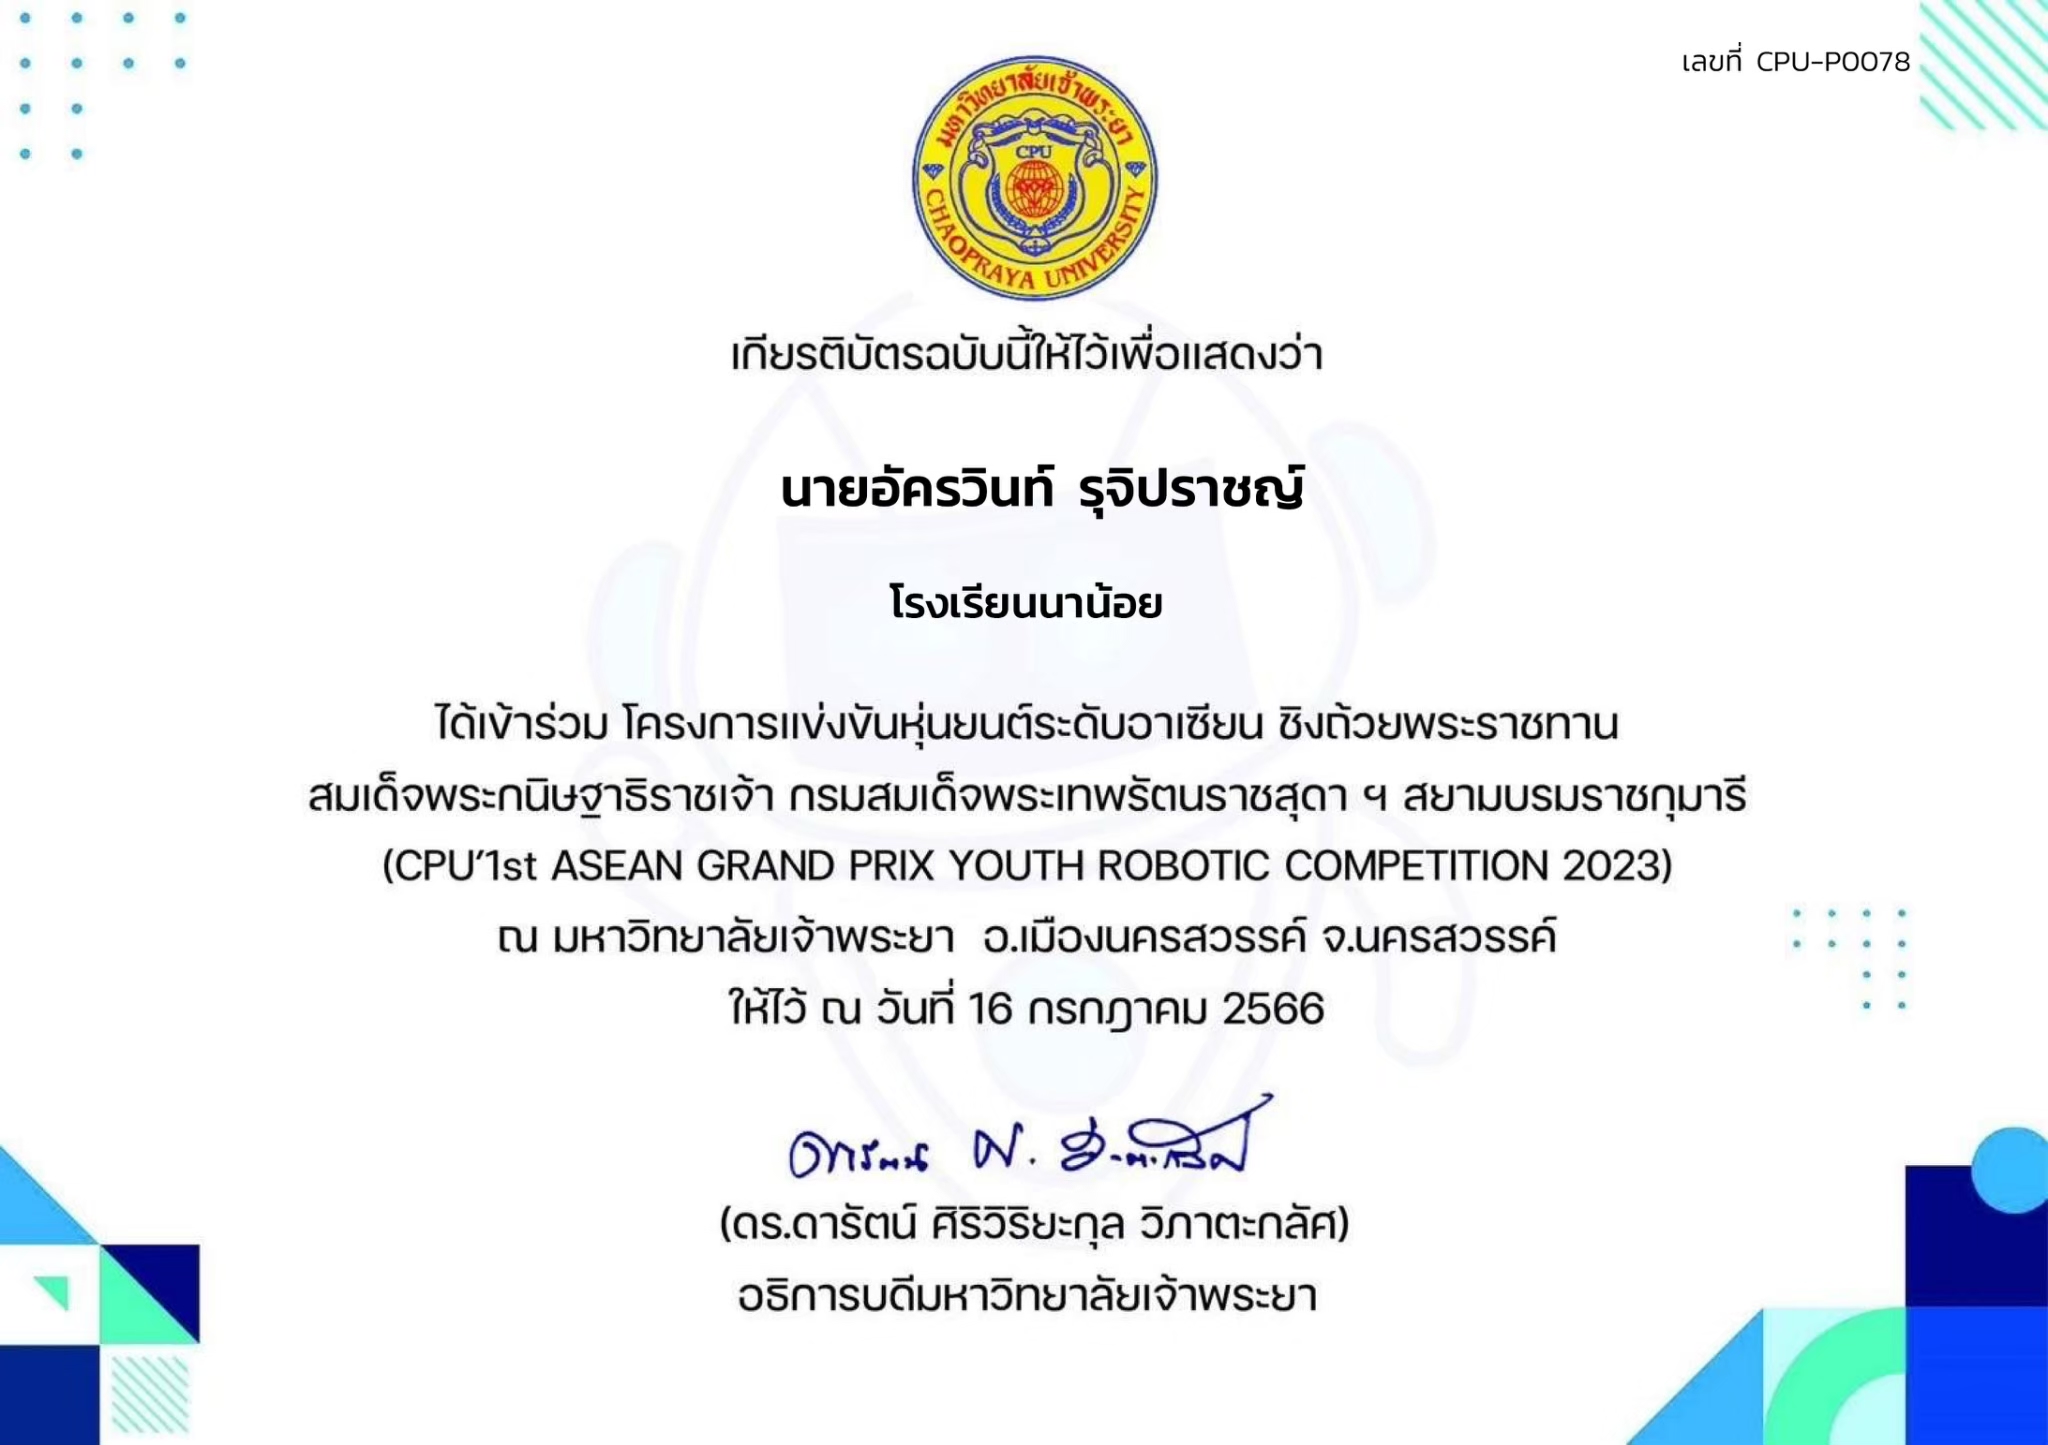 เลขที่ CPU-P0078
มหาวิทยาลัยเจ้าพระยา
CPU
CHAOPRAYA UNIVERSITY
เกียรติบัตรฉบับนี้ให้ไว้เพื่อแสดงว่า
นายอัครวินท์ รุจิปราชญ์
โรงเรียนนาน้อย
ได้เข้าร่วม โครงการแข่งขันหุ่นยนต์ระดับอาเซียน ชิงถ้วยพระราชทาน
สมเด็จพระกนิษฐาธิราชเจ้า กรมสมเด็จพระเทพรัตนราชสุดา ฯ สยามบรมราชกุมารี
(CPU'1st ASEAN GRAND PRIX YOUTH ROBOTIC COMPETITION 2023)
ณ มหาวิทยาลัยเจ้าพระยา อ.เมืองนครสวรรค์ จ.นครสวรรค์
ให้ไว้ ณ วันที่ 16 กรกฎาคม 2566
(ดร.ดารัตน์ ศิริวิริยะกุล วิภาตะกลัศ)
อธิการบดีมหาวิทยาลัยเจ้าพระยา